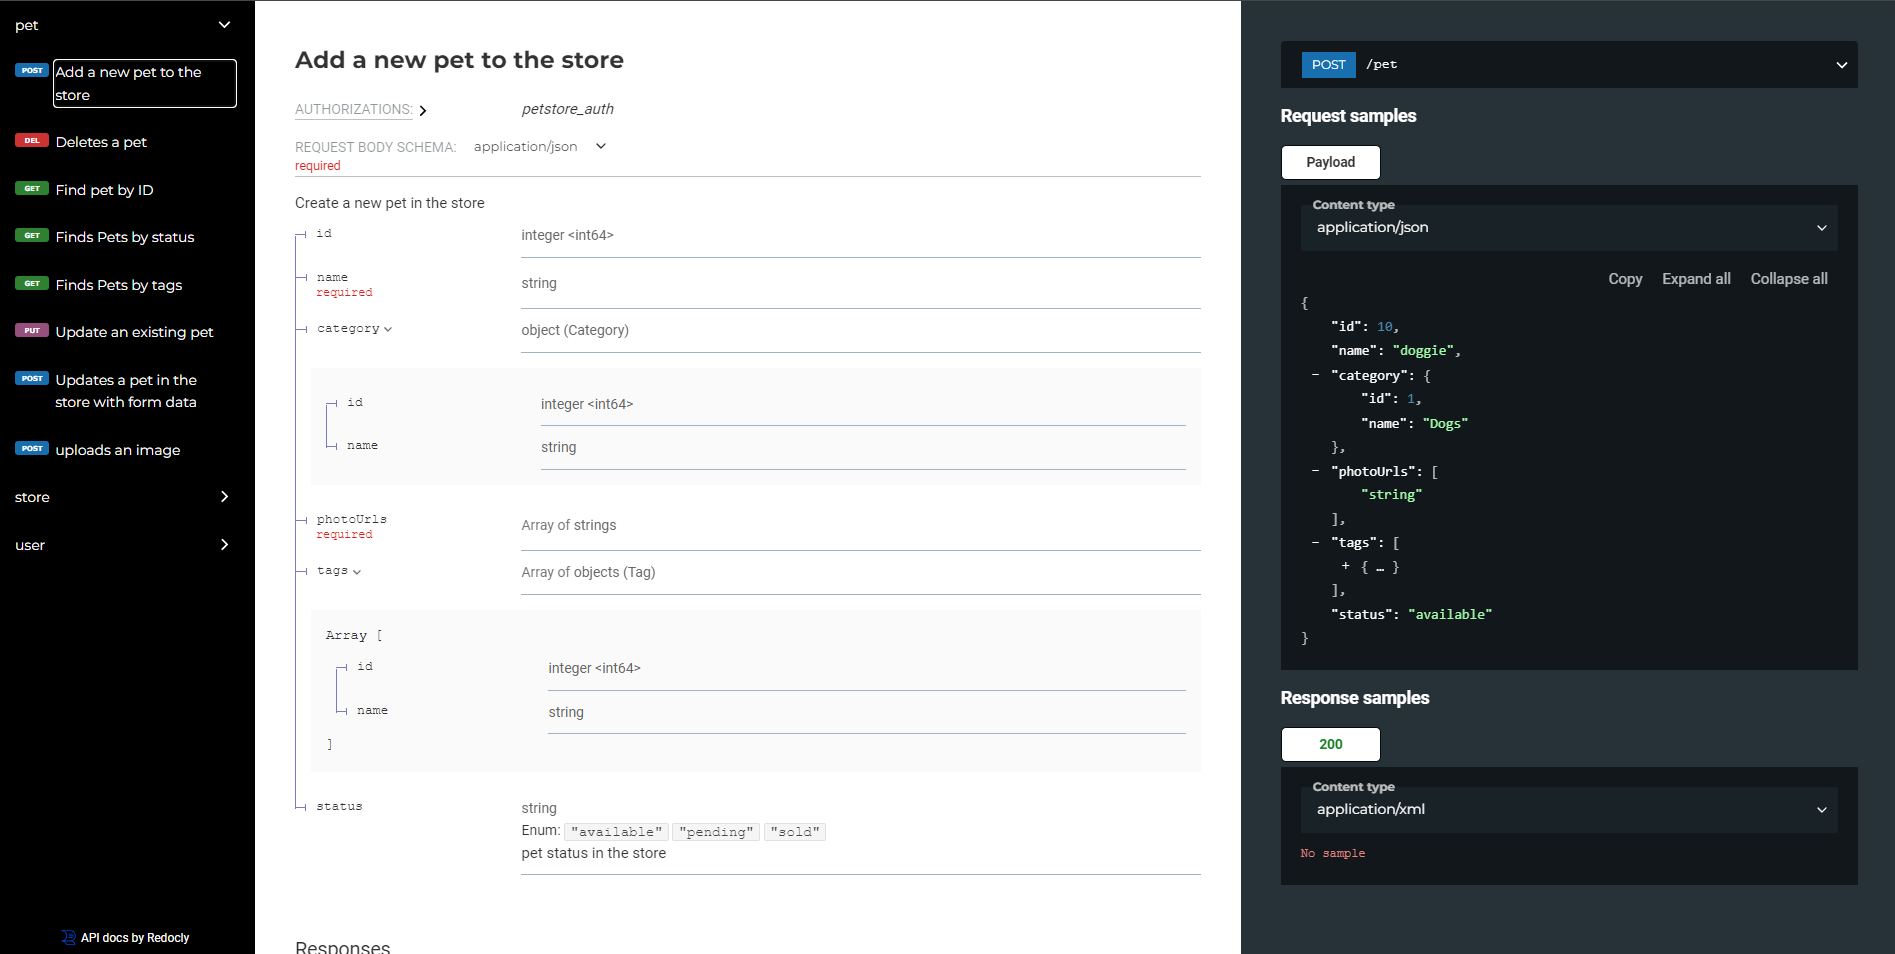 pet
POST Add a new pet to the
store
DEL Deletes a pet
GET Find pet by ID
GET Finds Pets by status
GET Finds Pets by tags
PUT Update an existing pet
POST Updates a pet in the
store with form data
POST uploads an image
store
user
API docs by Redocly
Add a new pet to the store
AUTHORIZATIONS: petstore_auth
REQUEST BODY SCHEMA: application/json
required
Create a new pet in the store
id integer <int64>
name string
required
category object (Category)
id integer <int64>
name string
photoUrls Array of strings
required
tags Array of objects (Tag)
Array [
id integer <int64>
name string
]
status string
Enum: "available" "pending" "sold"
pet status in the store
Responses
POST /pet
Request samples
Payload
Content type
application/json
Copy Expand all Collapse all
{
"id": 10,
"name": "doggie",
- "category": {
"id": 1,
"name": "Dogs"
},
- "photoUrls": [
"string"
],
- "tags": [
+ { … }
],
"status": "available"
}
Response samples
200
Content type
application/xml
No sample